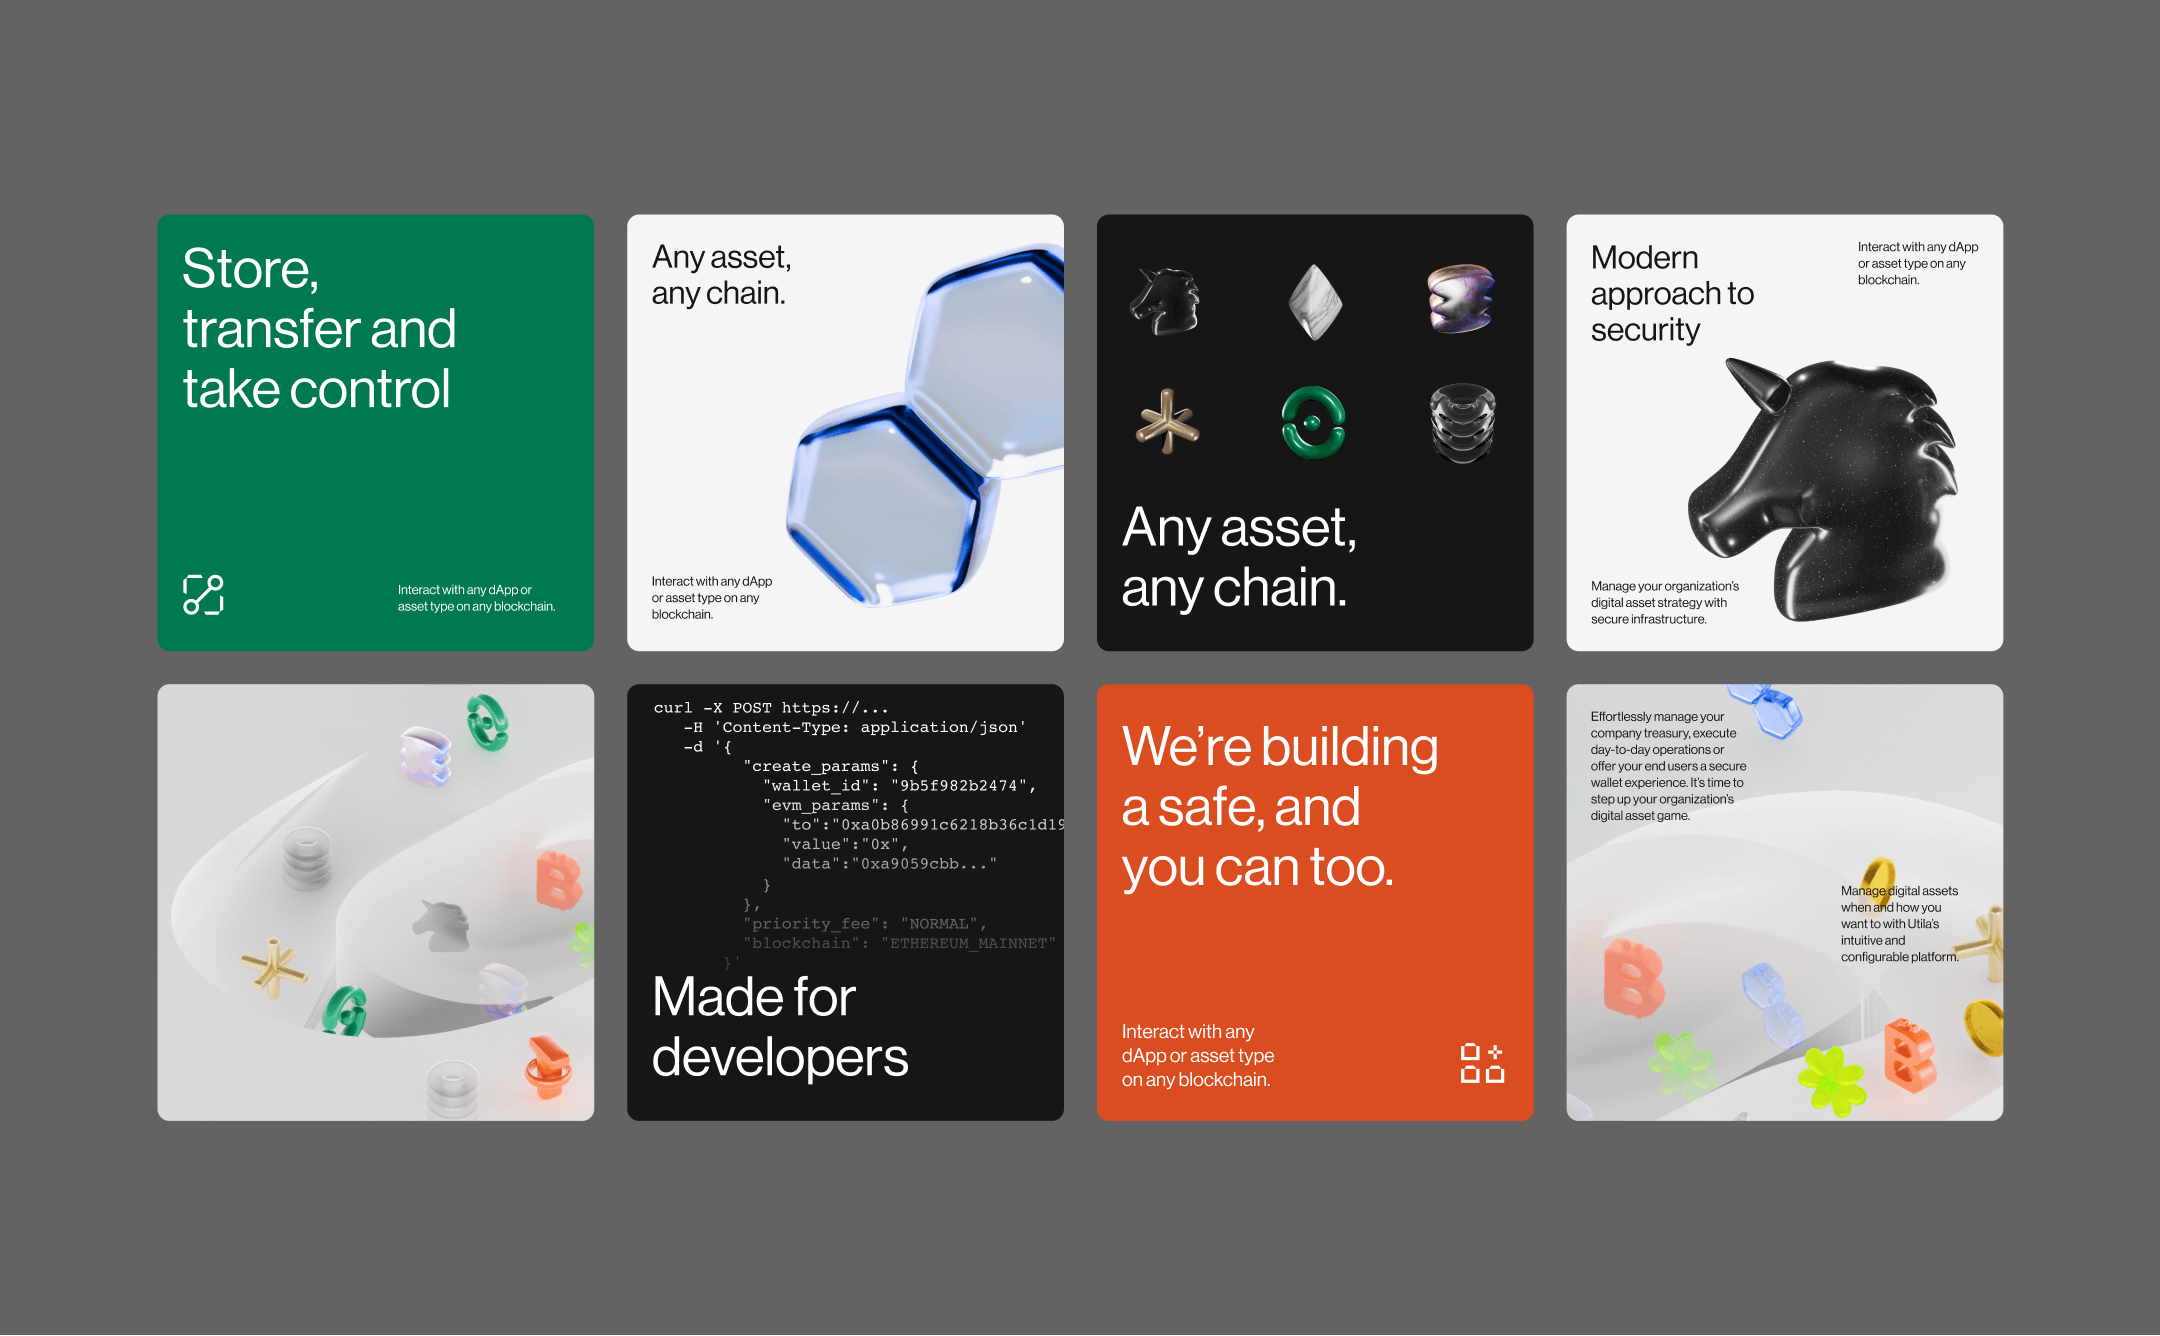 Store,
transfer and
take control
Interact with any dApp or
asset type on any blockchain.
Any asset,
any chain.
Interact with any dApp
or asset type on any
blockchain.
Any asset,
any chain.
Modern
approach to
security
Interact with any dApp
or asset type on any
blockchain.
Manage your organization's
digital asset strategy with
secure infrastructure.
curl -X POST https://...
-H 'Content-Type: application/json'
-d '{
"create_params": {
"wallet_id": "9b5f982b2474",
"evm_params": {
"to":"0xa0b86991c6218b36c1d19
"value":"0x",
"data":"0xa9059cbb..."
}
},
"priority_fee": "NORMAL",
"blockchain": "ETHEREUM_MAINNET"
}'
Made for
developers
We're building
a safe, and
you can too.
Interact with any
dApp or asset type
on any blockchain.
Effortlessly manage your
company treasury, execute
day-to-day operations or
offer your end users a secure
wallet experience. It's time to
step up your organization's
digital asset game.
Manage digital assets
when and how you
want to with Utila's
intuitive and
configurable platform.